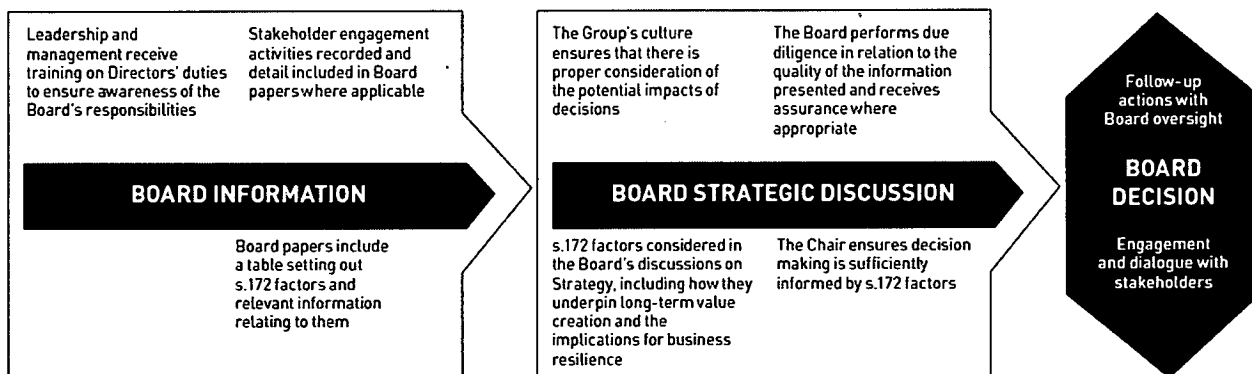 Leadership and
management receive
training on Directors' duties
to ensure awareness of the
Board's responsibilities
Stakeholder engagement
activities recorded and
detail included in Board
papers where applicable
BOARD INFORMATION
Board papers include
a table setting out
s.172 factors and
relevant information
relating to them
The Group's culture
ensures that there is
proper consideration of
the potential impacts of
decisions
The Board performs due
diligence in relation to the
quality of the information
presented and receives
assurance where
appropriate
BOARD STRATEGIC DISCUSSION
s.172 factors considered in
the Board's discussions on
Strategy, including how they
underpin long-term value
creation and the
implications for business
resilience
The Chair ensures decision
making is sufficiently
informed by s.172 factors
Follow-up
actions with
Board oversight
BOARD
DECISION
Engagement
and dialogue with
stakeholders